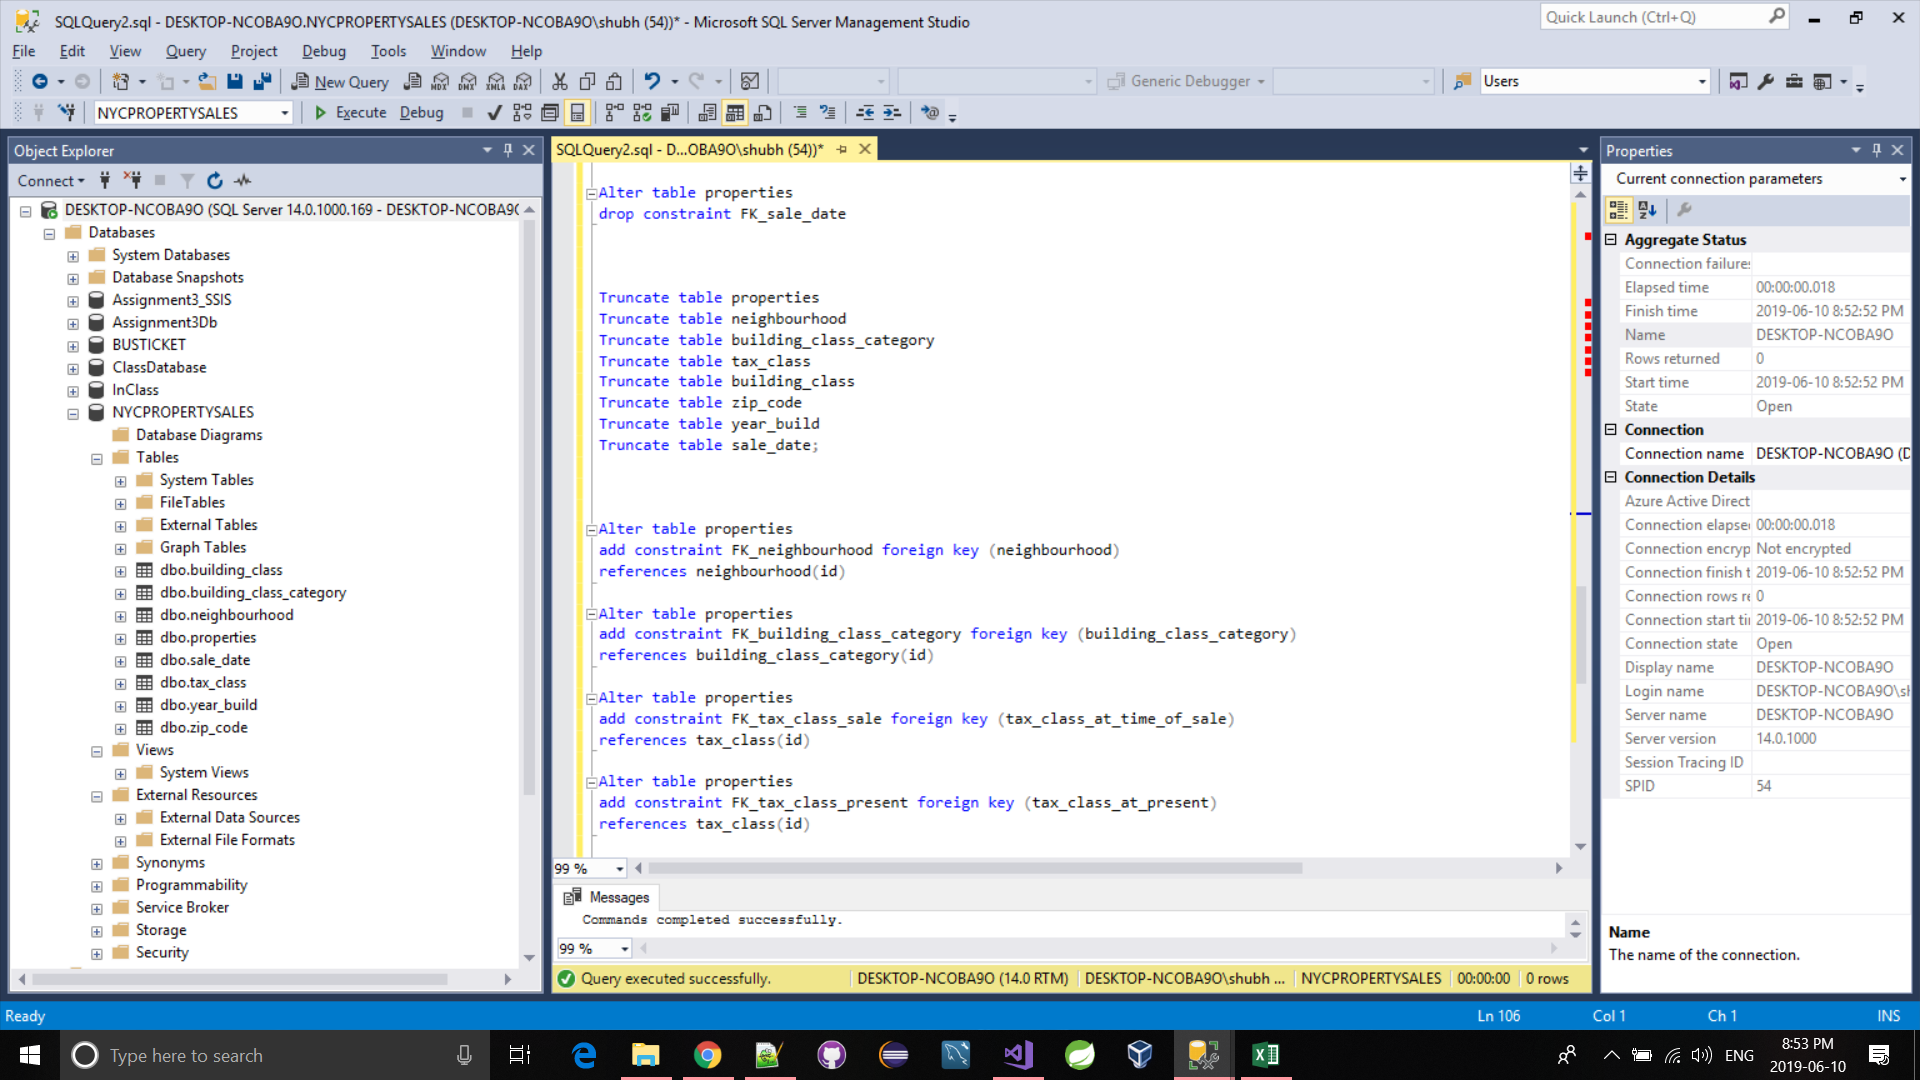 SQLQuery2.sql - DESKTOP-NCOBA9O.NYCPROPERTYSALES (DESKTOP-NCOBA9O\shubh (54))* - Microsoft SQL Server Management Studio
Quick Launch (Ctrl+Q)
File Edit View Query Project Debug Tools Window Help
New Query
MDX DMX XMLA DAX
Generic Debugger
Users
NYCPROPERTYSALES
Execute Debug
Object Explorer
Connect
DESKTOP-NCOBA9O (SQL Server 14.0.1000.169 - DESKTOP-NCOBA9O
Databases
System Databases
Database Snapshots
Assignment3_SSIS
Assignment3Db
BUSTICKET
ClassDatabase
InClass
NYCPROPERTYSALES
Database Diagrams
Tables
System Tables
FileTables
External Tables
Graph Tables
dbo.building_class
dbo.building_class_category
dbo.neighbourhood
dbo.properties
dbo.sale_date
dbo.tax_class
dbo.year_build
dbo.zip_code
Views
System Views
External Resources
External Data Sources
External File Formats
Synonyms
Programmability
Service Broker
Storage
Security
SQLQuery2.sql - D...OBA9O\shubh (54))*
Alter table properties
drop constraint FK_sale_date
Truncate table properties
Truncate table neighbourhood
Truncate table building_class_category
Truncate table tax_class
Truncate table building_class
Truncate table zip_code
Truncate table year_build
Truncate table sale_date;
Alter table properties
add constraint FK_neighbourhood foreign key (neighbourhood)
references neighbourhood(id)
Alter table properties
add constraint FK_building_class_category foreign key (building_class_category)
references building_class_category(id)
Alter table properties
add constraint FK_tax_class_sale foreign key (tax_class_at_time_of_sale)
references tax_class(id)
Alter table properties
add constraint FK_tax_class_present foreign key (tax_class_at_present)
references tax_class(id)
99 %
Messages
Commands completed successfully.
99 %
Query executed successfully. DESKTOP-NCOBA9O (14.0 RTM) DESKTOP-NCOBA9O\shubh ... NYCPROPERTYSALES 00:00:00 0 rows
Properties
Current connection parameters
Aggregate Status
Connection failures
Elapsed time 00:00:00.018
Finish time 2019-06-10 8:52:52 PM
Name DESKTOP-NCOBA9O
Rows returned 0
Start time 2019-06-10 8:52:52 PM
State Open
Connection
Connection name DESKTOP-NCOBA9O (D
Connection Details
Azure Active Direct
Connection elapse 00:00:00.018
Connection encryp Not encrypted
Connection finish t 2019-06-10 8:52:52 PM
Connection rows re 0
Connection start ti 2019-06-10 8:52:52 PM
Connection state Open
Display name DESKTOP-NCOBA9O
Login name DESKTOP-NCOBA9O\sh
Server name DESKTOP-NCOBA9O
Server version 14.0.1000
Session Tracing ID
SPID 54
Name
The name of the connection.
Ready Ln 106 Col 1 Ch 1 INS
Type here to search
ENG
8:53 PM
2019-06-10